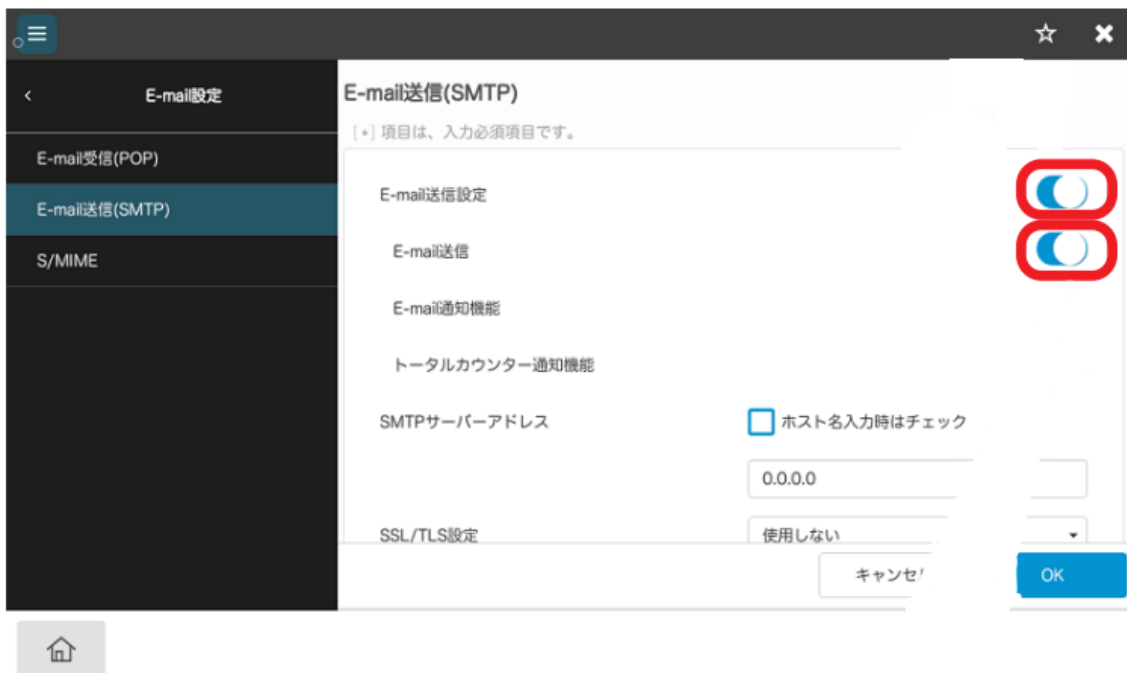 E-mail設定
E-mail受信(POP)
E-mail送信(SMTP)
S/MIME
E-mail送信(SMTP)
[*] 項目は、入力必須項目です。
E-mail送信設定
E-mail送信
E-mail通知機能
トータルカウンター通知機能
SMTPサーバーアドレス
ホスト名入力時はチェック
0.0.0.0
SSL/TLS設定
使用しない
キャンセ
OK